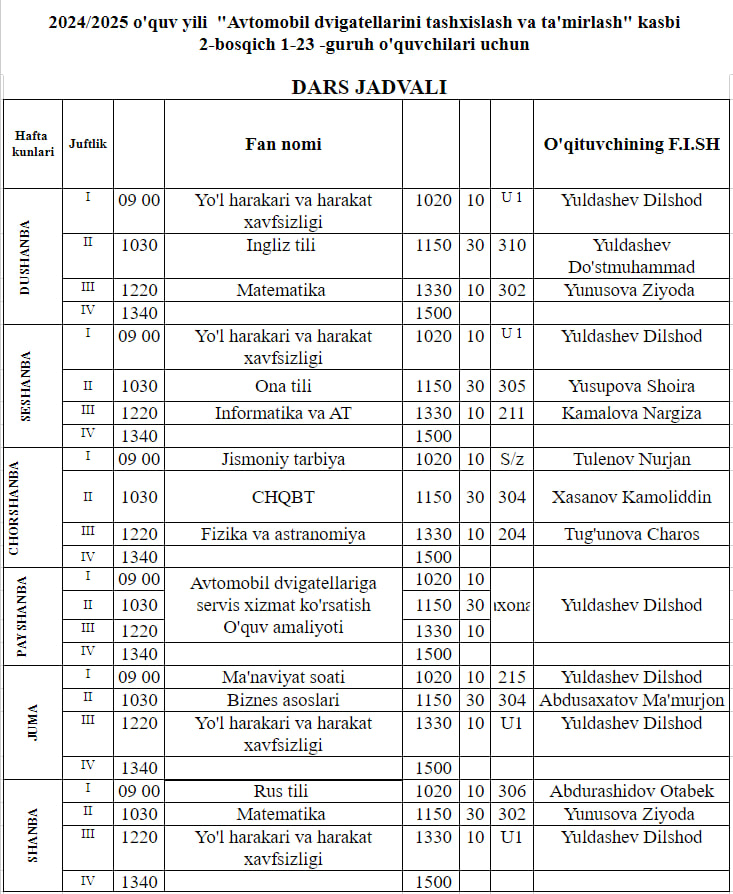 2024/2025 o'quv yili "Avtomobil dvigatellarini tashxislash va ta'mirlash" kasbi
2-bosqich 1-23 -guruh o'quvchilari uchun
DARS JADVALI
Hafta kunlari Juftlik Fan nomi O'qituvchining F.I.SH
DUSHANBA
I 09 00 Yo'l harakari va harakat 1020 10 U 1 Yuldashev Dilshod
xavfsizligi
II 1030 Ingliz tili 1150 30 310 Yuldashev
Do'stmuhammad
III 1220 Matematika 1330 10 302 Yunusova Ziyoda
IV 1340 1500
SESHANBA
I 09 00 Yo'l harakari va harakat 1020 10 U 1 Yuldashev Dilshod
xavfsizligi
II 1030 Ona tili 1150 30 305 Yusupova Shoira
III 1220 Informatika va AT 1330 10 211 Kamalova Nargiza
IV 1340 1500
CHORSHANBA
I 09 00 Jismoniy tarbiya 1020 10 S/z Tulenov Nurjan
II 1030 CHQBT 1150 30 304 Xasanov Kamoliddin
III 1220 Fizika va astranomiya 1330 10 204 Tug'unova Charos
IV 1340 1500
PAYSHANBA
I 09 00 Avtomobil dvigatellariga 1020 10
II 1030 servis xizmat ko'rsatish 1150 30 xona Yuldashev Dilshod
III 1220 O'quv amaliyoti 1330 10
IV 1340 1500
JUMA
I 09 00 Ma'naviyat soati 1020 10 215 Yuldashev Dilshod
II 1030 Biznes asoslari 1150 30 304 Abdusaxatov Ma'murjon
III 1220 Yo'l harakari va harakat 1330 10 U1 Yuldashev Dilshod
xavfsizligi
IV 1340 1500
SHANBA
I 09 00 Rus tili 1020 10 306 Abdurashidov Otabek
II 1030 Matematika 1150 30 302 Yunusova Ziyoda
III 1220 Yo'l harakari va harakat 1330 10 U1 Yuldashev Dilshod
xavfsizligi
IV 1340 1500